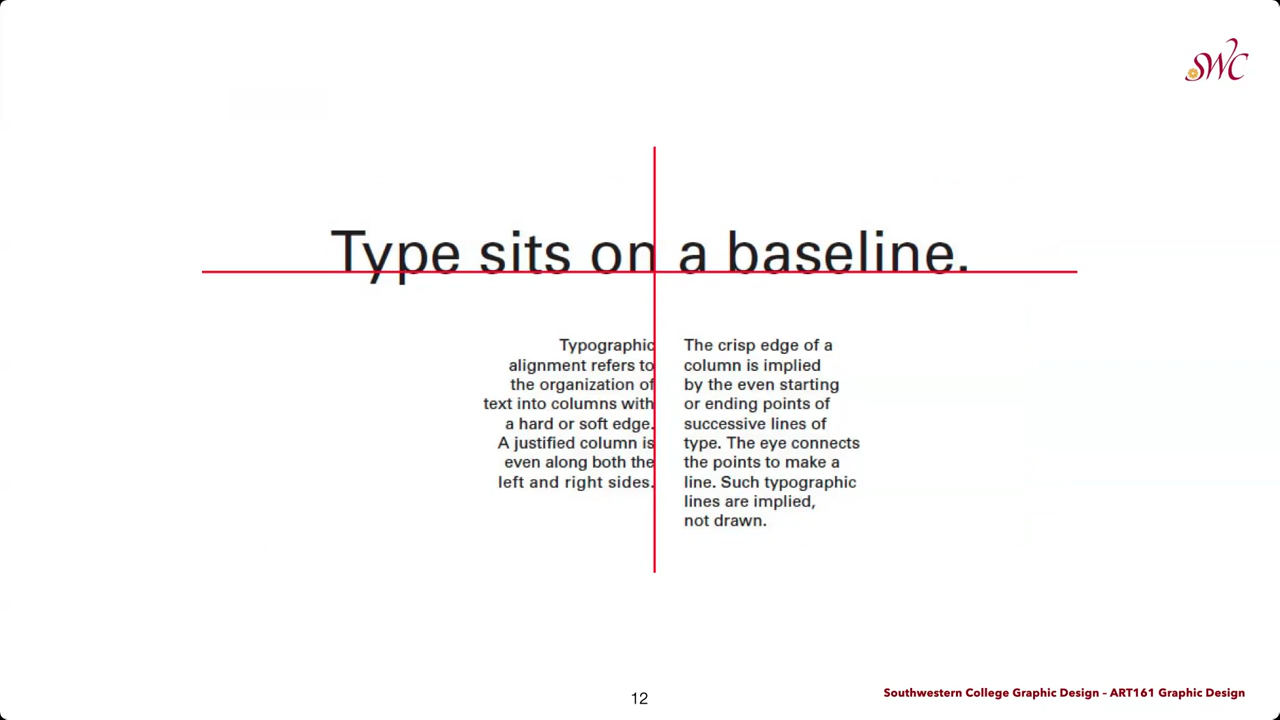 SWC
Type sits on a baseline.
Typographic
alignment refers to
the organization of
text into columns with
a hard or soft edge.
A justified column is
even along both the
left and right sides.
The crisp edge of a
column is implied
by the even starting
or ending points of
successive lines of
type. The eye connects
the points to make a
line. Such typographic
lines are implied,
not drawn.
12
Southwestern College Graphic Design – ART161 Graphic Design